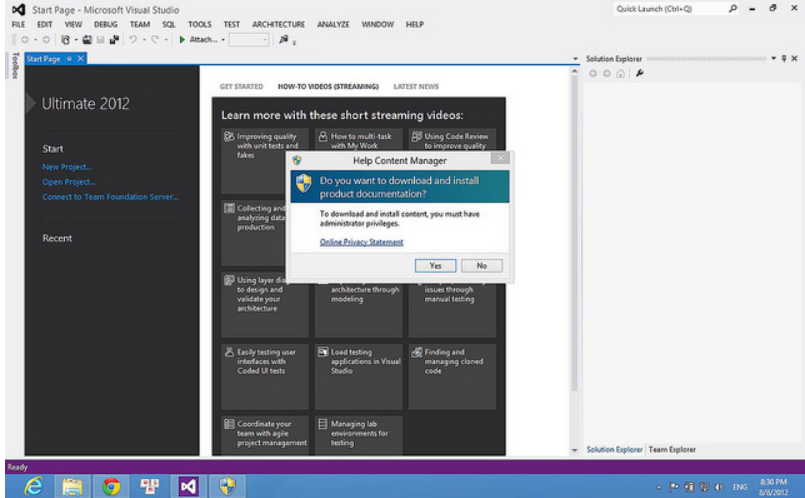 Start Page - Microsoft Visual Studio
Quick Launch (Ctrl+Q)
FILE EDIT VIEW DEBUG TEAM SQL TOOLS TEST ARCHITECTURE ANALYZE WINDOW HELP
Attach...
Toolbox
Start Page
Solution Explorer
GET STARTED HOW-TO VIDEOS (STREAMING) LATEST NEWS
Ultimate 2012
Learn more with these short streaming videos:
Start
New Project...
Open Project...
Connect to Team Foundation Server...
Recent
Improving quality
with unit tests and
fakes
How to multi-task
with My Work
Using Code Review
to improve quality
Help Content Manager
Do you want to download and install
product documentation?
To download and install content, you must have
administrator privileges.
Online Privacy Statement
Yes No
Collecting and
analyzing data
production
Using layer
to design and
validate your
architecture
architecture through
modeling
issues through
manual testing
Easily testing user
interfaces with
Coded UI tests
Load testing
applications in Visual
Studio
Finding and
managing cloned
code
Coordinate your
team with agile
project management
Managing lab
environments for
testing
Solution Explorer Team Explorer
Ready
ENG
8:30 PM
8/8/2012